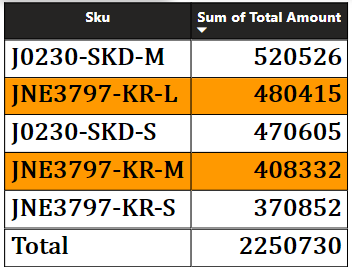 Sku Sum of Total Amount
J0230-SKD-M 520526
JNE3797-KR-L 480415
J0230-SKD-S 470605
JNE3797-KR-M 408332
JNE3797-KR-S 370852
Total 2250730